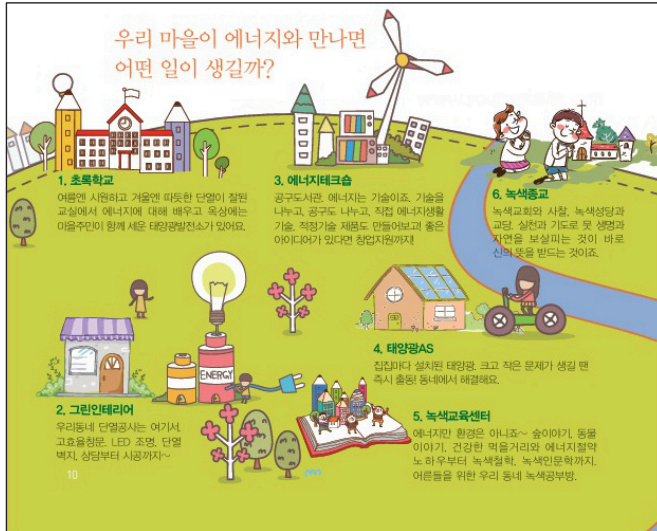 우리 마을이 에너지와 만나면
어떤 일이 생길까?
1. 초록학교
여름엔 시원하고 겨울엔 따듯한 단열이 잘된
교실에서 에너지에 대해 배우고 옥상에는
마을주민이 함께 세운 태양광발전소가 있어요.
3. 에너지테크숍
공구도서관. 에너지는 기술이죠. 기술을
나누고, 공구도 나누고, 직접 에너지생활
기술, 적정기술 제품도 만들어보고! 좋은
아이디어가 있다면 창업지원까지!
6. 녹색종교
녹색교회와 사찰, 녹색성당과
교당. 실천과 기도로 뭇 생명과
자연을 보살피는 것이 바로
신의 뜻을 받드는 것이죠.
ENERGY
2. 그린인테리어
우리동네 단열공사는 여기서.
고효율창문, LED 조명, 단열
벽지, 상담부터 시공까지~
4. 태양광AS
집집마다 설치된 태양광. 크고 작은 문제가 생길 땐
즉시 출동! 동네에서 해결해요.
5. 녹색교육센터
에너지만 환경은 아니죠~ 숲이야기, 동물
이야기, 건강한 먹을거리와 에너지절약
노하우부터 녹색철학, 녹색인문학까지.
어른들을 위한 우리 동네 녹색공부방.
10